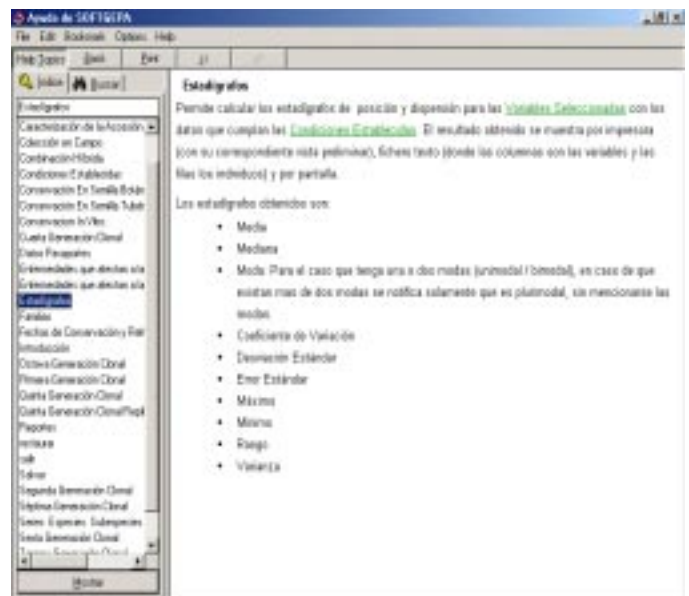 Ayuda de SOFTGEPA
File Edit Bookmark Options Help
Help Topics Back Print
Índice Buscar
Estadígrafos
Caracterización de la Accesión
Colección en Campo
Combinación Híbrida
Condiciones Establecidas
Conservación En Semilla Botán
Conservación En Semilla Tubér
Conservacion In Vitro
Cuarta Generación Clonal
Datos Pasaportes
Enfermedades que afectan a la
Enfermedades que afectan a la
Estadígrafos
Familias
Fechas de Conservación y
Introducción
Octava Generación Clonal
Primera Generación Clonal
Quinta Generación Clonal
Quinta Generación Clonal
Reportes
restaura
salir
Salvar
Segunda Generación Clonal
Séptima Generación Clonal
Series Especies Subespecies
Sexta Generación Clonal
Tercera Generación Clonal
Mostrar
Estadígrafos
Permite calcular los estadígrafos de posición y dispersión para las Variables Seleccionadas con los
datos que cumplan las Condiciones Establecidas. El resultado obtenido se muestra por impresora
(con su correspondiente vista preliminar), fichero texto (donde las columnas son las variables y las
filas los individuos) y por pantalla.
Los estadígrafos obtenidos son:
• Media
• Mediana
• Moda: Para el caso que tenga una o dos modas (unimodal / bimodal), en caso de que
existan mas de dos modas se notifica solamente que es plurimodal, sin mencionarse las
modas.
• Coeficiente de Variación
• Desviación Estándar
• Error Estándar
• Máximo
• Mínimo
• Rango
• Varianza